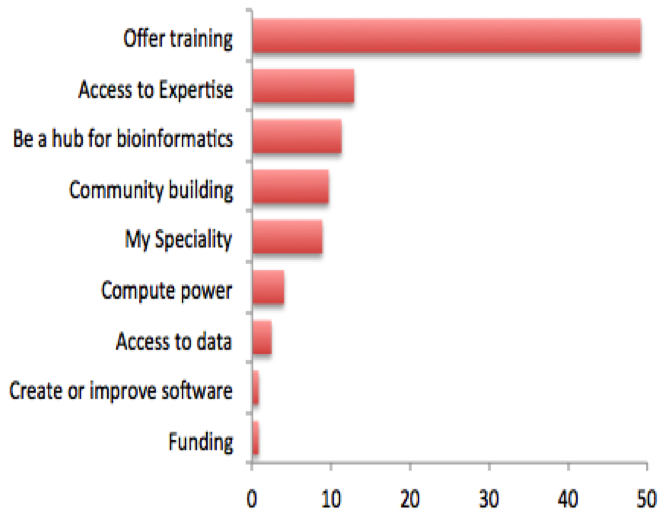 Offer training
Access to Expertise
Be a hub for bioinformatics
Community building
My Speciality
Compute power
Access to data
Create or improve software
Funding
0 10 20 30 40 50